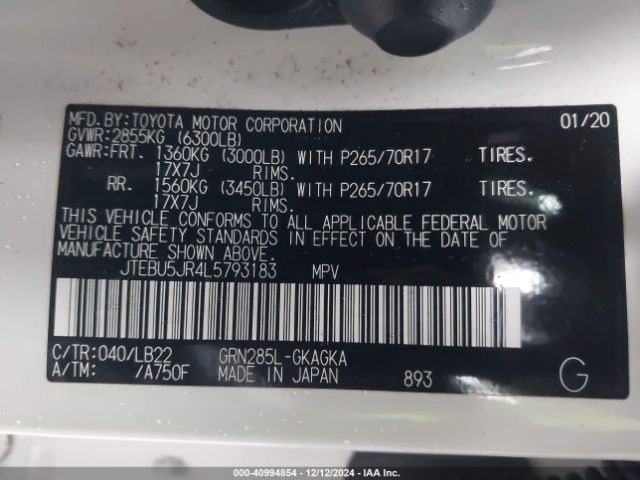 MFD.BY:TOYOTA MOTOR CORPORATION 01/20
GVWR:2855KG (6300LB)
GAWR:FRT. 1360KG (3000LB) WITH P265/70R17 TIRES.
17X7J RIMS.
RR. 1560KG (3450LB) WITH P265/70R17 TIRES.
17X7J RIMS.
THIS VEHICLE CONFORMS TO ALL APPLICABLE FEDERAL MOTOR
VEHICLE SAFETY STANDARDS IN EFFECT ON THE DATE OF
MANUFACTURE SHOWN ABOVE.
JTEBU5JR4L5793183 MPV
C/TR:040/LB22 GRN285L-GKAGKA
A/TM: /A750F MADE IN JAPAN 893 G
000-40994854 / 12/12/2024 - IAA Inc.